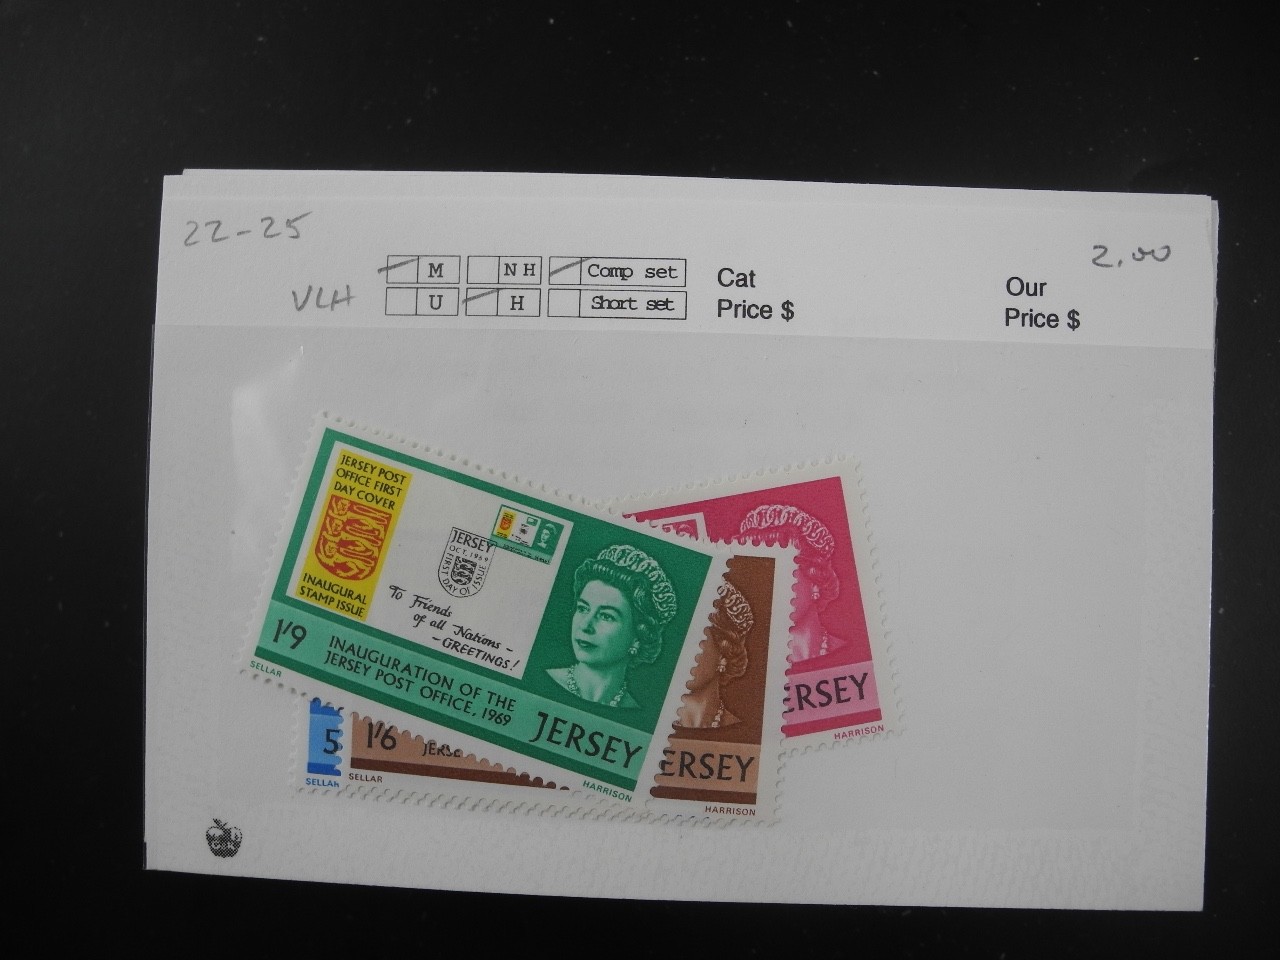 22-25
2.00
M
NH
Comp set
VLH
U
H
Short set
Cat
Price $
Our
Price $
JERSEY POST
OFFICE FIRST
DAY COVER
INAUGURAL
STAMP ISSUE
JERSEY
OCT. 1969
FIRST
DAY OF ISSUE
To Friends
of all Nations -
- GREETINGS!
1'9
INAUGURATION OF THE
JERSEY POST OFFICE, 1969
JERSEY
SELLAR
HARRISON
5
SELLAR
1'6
JERSE
SELLAR
ERSEY
HARRISON
ERSEY
HARRISON